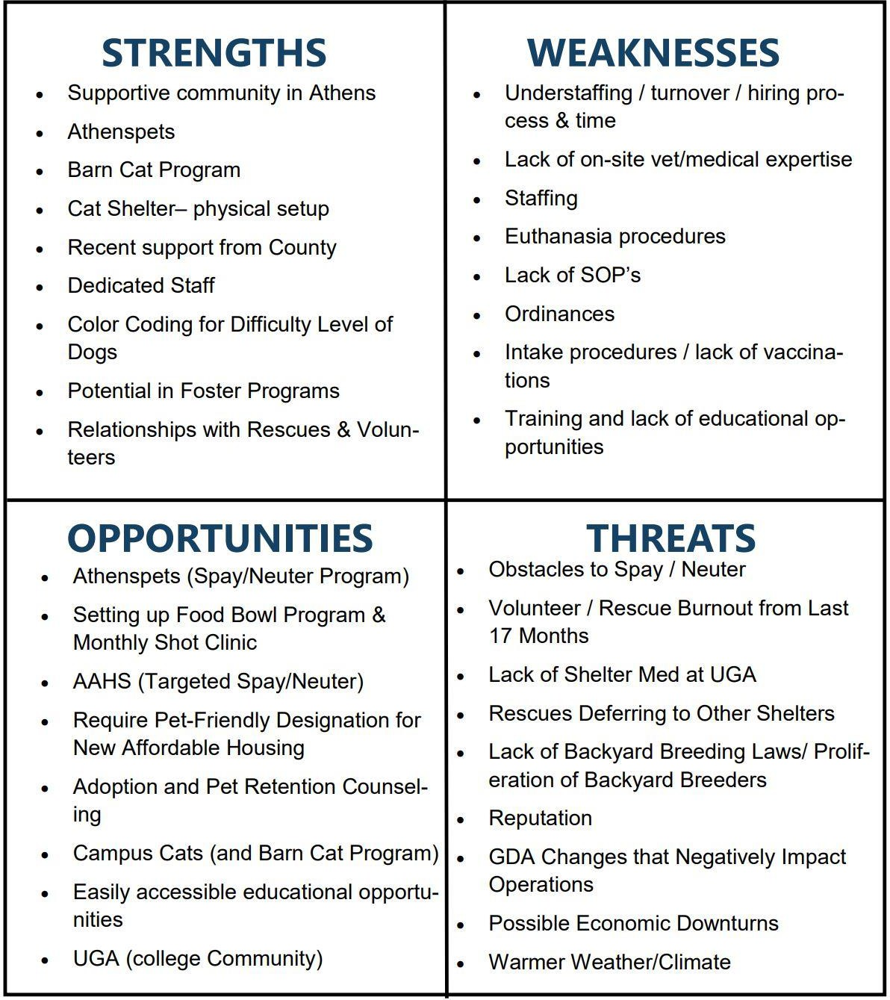 STRENGTHS
• Supportive community in Athens
• Athenspets
• Barn Cat Program
• Cat Shelter– physical setup
• Recent support from County
• Dedicated Staff
• Color Coding for Difficulty Level of
Dogs
• Potential in Foster Programs
• Relationships with Rescues & Volun-
teers
WEAKNESSES
• Understaffing / turnover / hiring pro-
cess & time
• Lack of on-site vet/medical expertise
• Staffing
• Euthanasia procedures
• Lack of SOP’s
• Ordinances
• Intake procedures / lack of vaccina-
tions
• Training and lack of educational op-
portunities
OPPORTUNITIES
• Athenspets (Spay/Neuter Program)
• Setting up Food Bowl Program &
Monthly Shot Clinic
• AAHS (Targeted Spay/Neuter)
• Require Pet-Friendly Designation for
New Affordable Housing
• Adoption and Pet Retention Counsel-
ing
• Campus Cats (and Barn Cat Program)
• Easily accessible educational opportu-
nities
• UGA (college Community)
THREATS
• Obstacles to Spay / Neuter
• Volunteer / Rescue Burnout from Last
17 Months
• Lack of Shelter Med at UGA
• Rescues Deferring to Other Shelters
• Lack of Backyard Breeding Laws/ Prolif-
eration of Backyard Breeders
• Reputation
• GDA Changes that Negatively Impact
Operations
• Possible Economic Downturns
• Warmer Weather/Climate